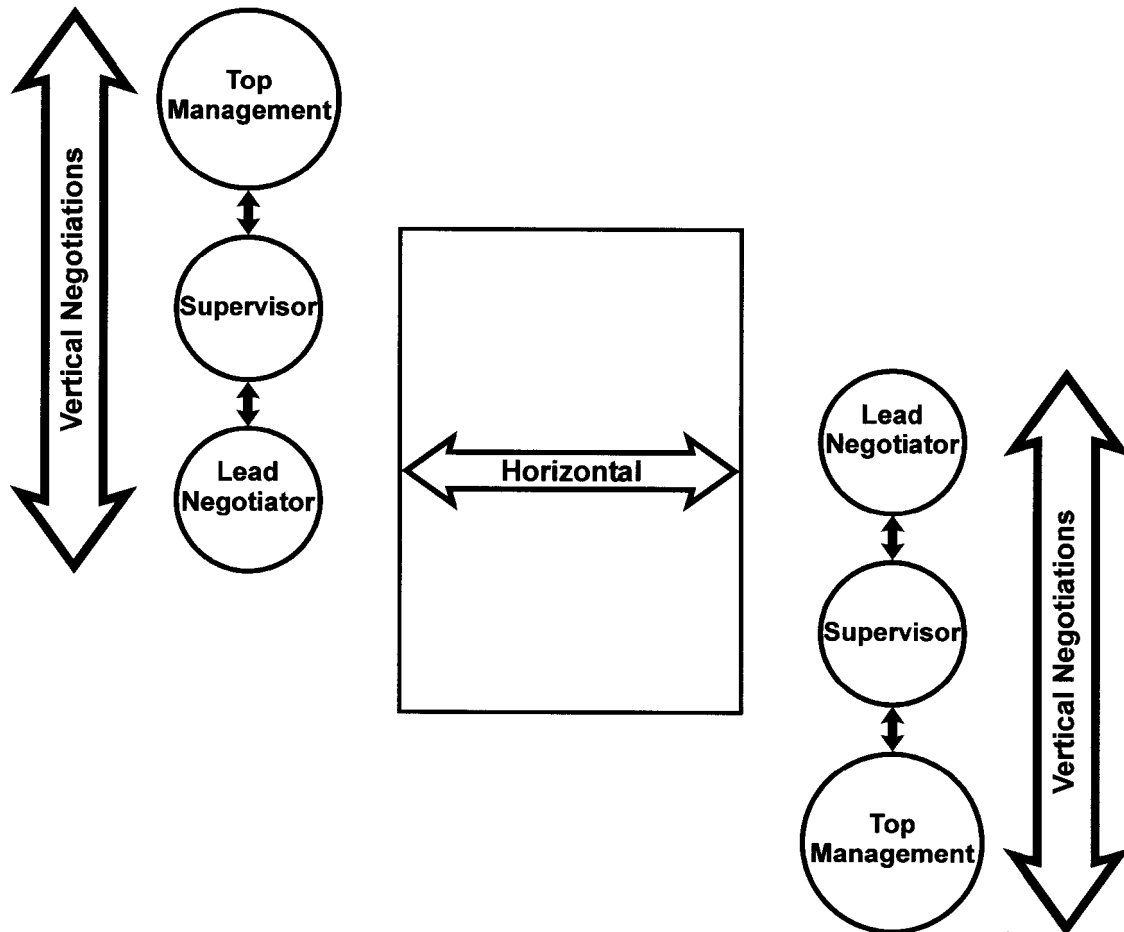 Vertical Negotiations
Top
Management
Supervisor
Lead
Negotiator
Horizontal
Lead
Negotiator
Supervisor
Top
Management
Vertical Negotiations